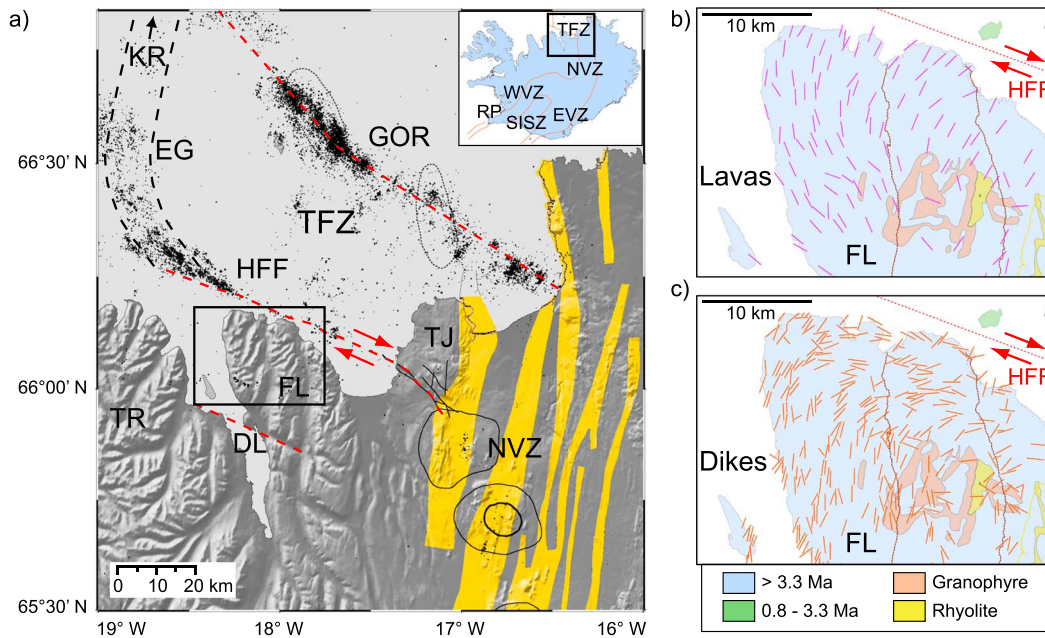 a)
KR
EG
GOR
TFZ
HFF
TJ
FL
TR
DL
NVZ
66°30' N
66°00' N
65°30' N
19° W
18° W
17° W
16° W
0 10 20 km
TFZ
NVZ
WVZ
RP
SISZ
EVZ
b)
10 km
HFF
Lavas
FL
c)
10 km
HFF
Dikes
FL
> 3.3 Ma
Granophyre
0.8 - 3.3 Ma
Rhyolite